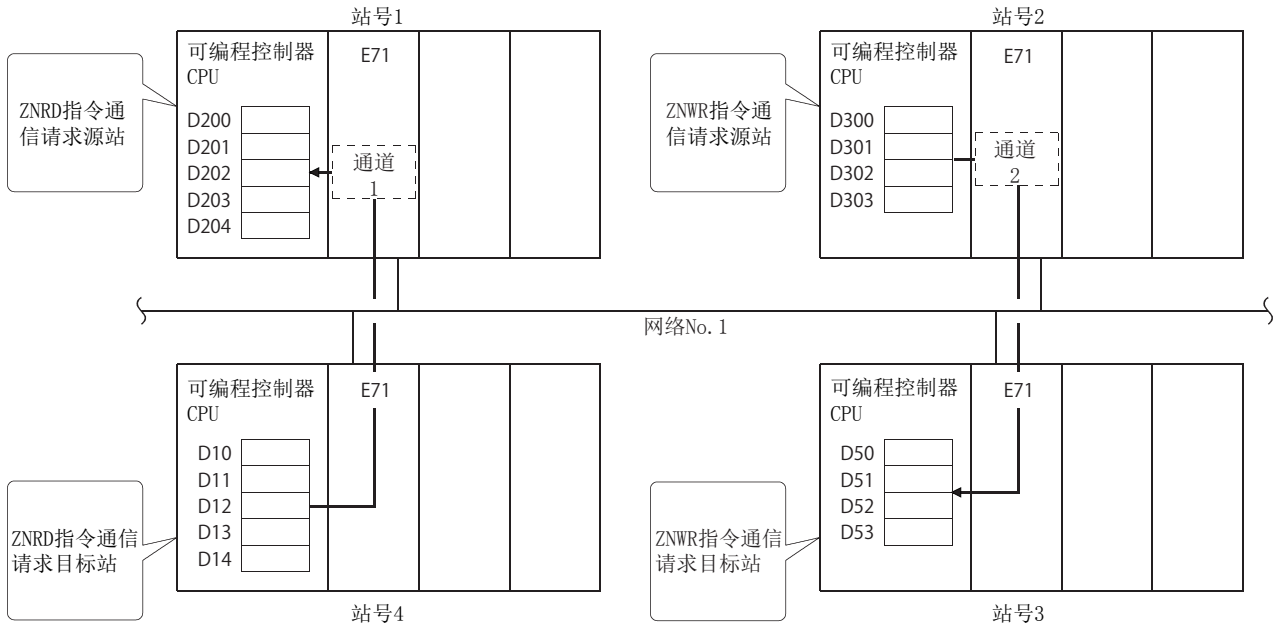 站号1
可编程控制器
CPU
E71
ZNRD指令通
信请求源站
D200
D201
D202
D203
D204
通道
1
站号2
可编程控制器
CPU
E71
ZNWR指令通
信请求源站
D300
D301
D302
D303
通道
2
网络No.1
可编程控制器
CPU
E71
D10
D11
D12
D13
D14
ZNRD指令通信
请求目标站
站号4
可编程控制器
CPU
E71
D50
D51
D52
D53
ZNWR指令通信
请求目标站
站号3